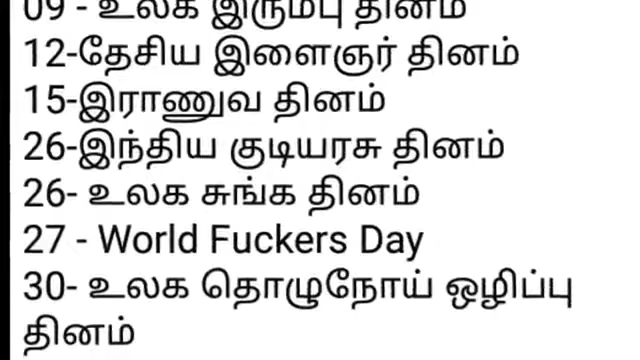 09 - உலக இரும்பு தினம்
12-தேசிய இளைஞர் தினம்
15-இராணுவ தினம்
26-இந்திய குடியரசு தினம்
26- உலக சுங்க தினம்
27 - World Fuckers Day
30- உலக தொழுநோய் ஒழிப்பு
தினம்